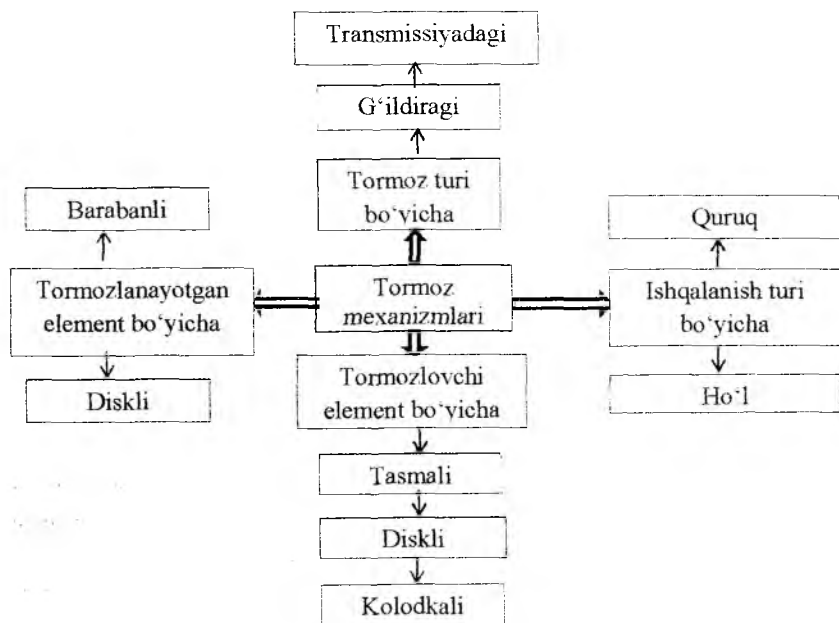 Transmissiyadagi
G‘ildiragi
Tormoz turi
bo‘yicha
Barabanli
Quruq
Tormozlanayotgan
element bo‘yicha
Tormoz
mexanizmlari
Ishqalanish turi
bo‘yicha
Diskli
Tormozlovchi
element bo‘yicha
Ho‘l
Tasmali
Diskli
Kolodkali